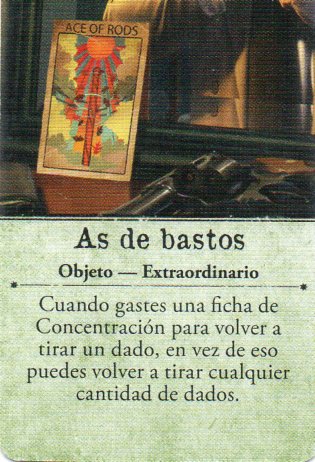 ACE OF RODS
As de bastos
Objeto — Extraordinario
Cuando gastes una ficha de
Concentración para volver a
tirar un dado, en vez de eso
puedes volver a tirar cualquier
cantidad de dados.